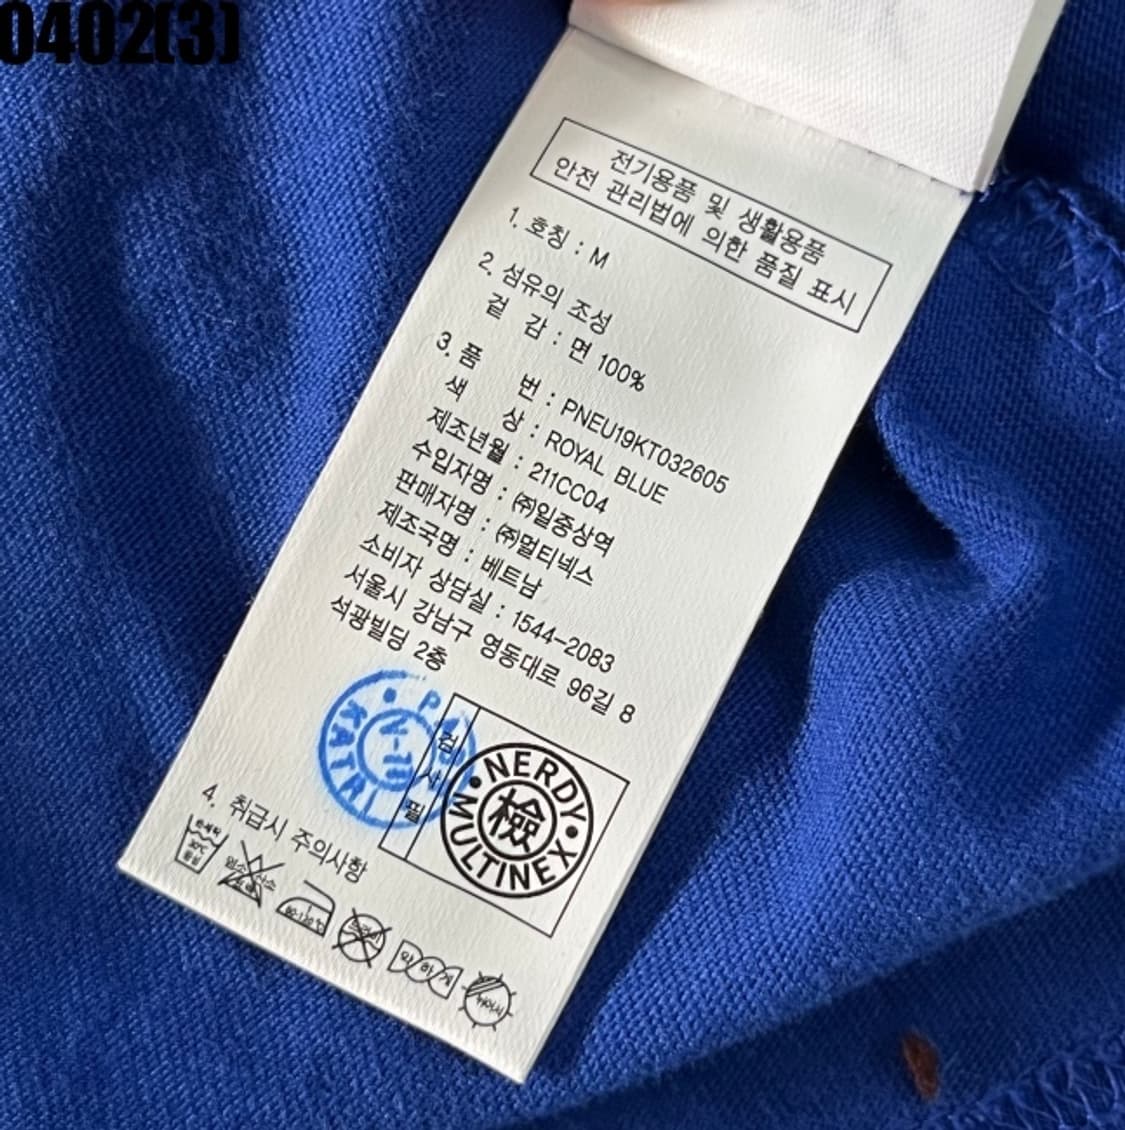 0402(3)
전기용품 및 생활용품
안전 관리법에 의한 품질 표시
1. 호칭 : M
2. 섬유의 조성
겉 감 : 면 100%
3. 품 번 : PNEU19KT032605
색 상 : ROYAL BLUE
제조년월 : 211CC04
수입자명 : ㈜일중상역
판매자명 : ㈜멀티넥스
제조국명 : 베트남
소비자 상담실 : 1544-2083
서울시 강남구 영동대로 96길 8
석광빌딩 2층
KATRI
검사필
NERDY
檢
MULTINEX
4. 취급시 주의사항
약하게